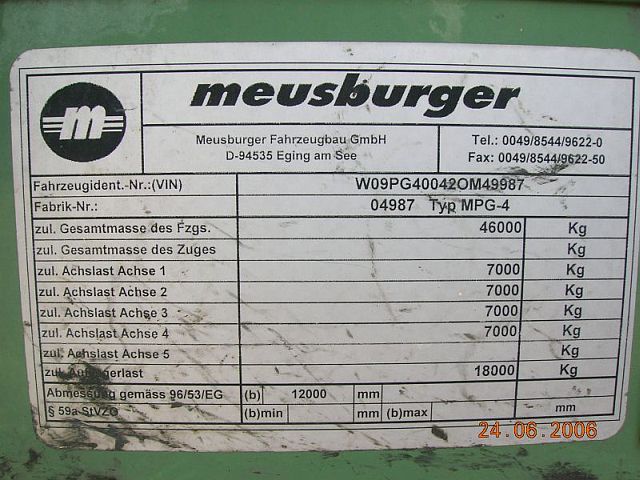 m
meusburger
Meusburger Fahrzeugbau GmbH
D-94535 Eging am See
Tel.: 0049/8544/9622-0
Fax: 0049/8544/9622-50
Fahrzeugident.-Nr.:(VIN) W09PG40042OM49987
Fabrik-Nr.: 04987 Typ MPG-4
zul. Gesamtmasse des Fzgs. 46000 Kg
zul. Gesamtmasse des Zuges Kg
zul. Achslast Achse 1 7000 Kg
zul. Achslast Achse 2 7000 Kg
zul. Achslast Achse 3 7000 Kg
zul. Achslast Achse 4 7000 Kg
zul. Achslast Achse 5 Kg
zul. Aufliegerlast 18000 Kg
Abmessung gemäss 96/53/EG (b) 12000 mm
§ 59a StVZO (b)min mm (b)max mm
24.06.2006